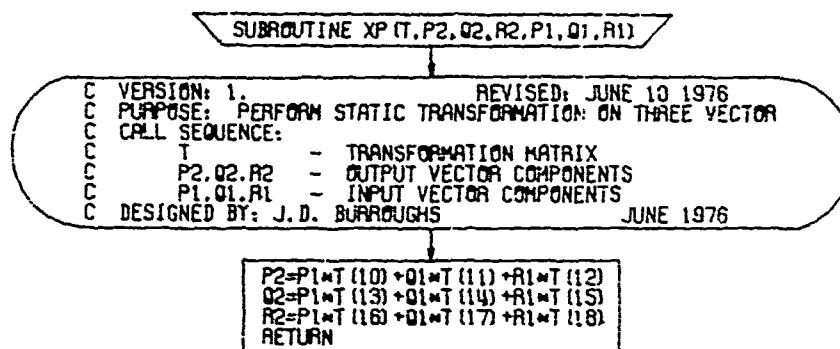 SUBROUTINE XP (T,P2,Q2,R2,P1,Q1,R1)
C VERSION: 1. REVISED: JUNE 10 1976
C PURPOSE: PERFORM STATIC TRANSFORMATION ON THREE VECTOR
C CALL SEQUENCE:
C T - TRANSFORMATION MATRIX
C P2,Q2,R2 - OUTPUT VECTOR COMPONENTS
C P1,Q1,R1 - INPUT VECTOR COMPONENTS
C DESIGNED BY: J.D. BURROUGHS JUNE 1976
P2=P1*T(10)+Q1*T(11)+R1*T(12)
Q2=P1*T(13)+Q1*T(14)+R1*T(15)
R2=P1*T(16)+Q1*T(17)+R1*T(18)
RETURN